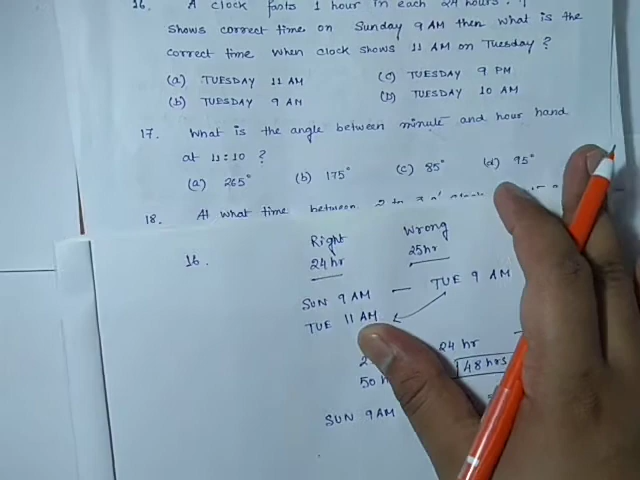 16. A clock fasts 1 hour in each 24 hours.
shows correct time on Sunday 9 AM then what is the
correct time when clock shows 11 AM on Tuesday ?
(a) TUESDAY 11 AM (c) TUESDAY 9 PM
(b) TUESDAY 9 AM (D) TUESDAY 10 AM
17. What is the angle between minute and hour hand
at 11:10 ?
(a) 265° (b) 175° (c) 85° (d) 95°
18. At what time between
Right Wrong
16. 24 hr 25 hr
SUN 9 AM — TUE 9 AM
TUE 11 AM
24 hr
50 48 hrs
SUN 9 AM